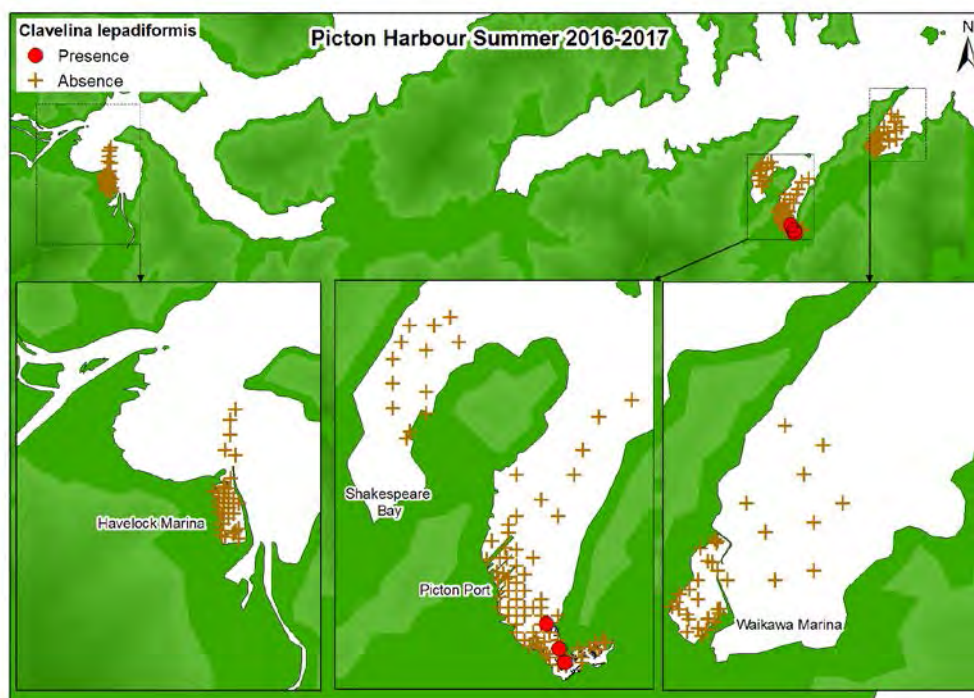 Clavelina lepadiformis
Presence
Absence
Picton Harbour Summer 2016-2017
N
Havelock Marina
Shakespeare
Bay
Picton Port
Waikawa Marina